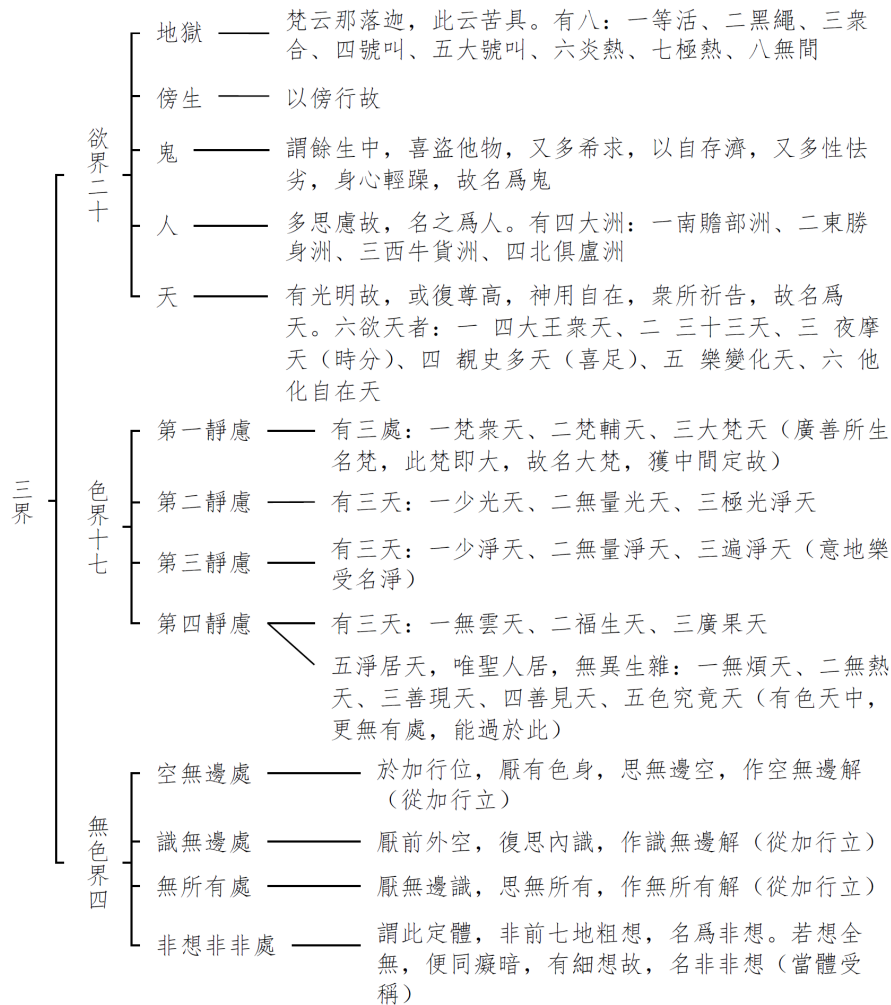 三界
欲界二十
地獄
梵云那落迦，此云苦具。有八：一等活、二黑繩、三衆
合、四號叫、五大號叫、六炎熱、七極熱、八無間
傍生
以傍行故
鬼
謂餘生中，喜盜他物，又多希求，以自存濟，又多性怯
劣，身心輕躁，故名爲鬼
人
多思慮故，名之爲人。有四大洲：一南贍部洲、二東勝
身洲、三西牛貨洲、四北俱盧洲
天
有光明故，或復尊高，神用自在，衆所祈告，故名爲
天。六欲天者：一 四大王衆天、二 三十三天、三 夜摩
天（時分）、四 覩史多天（喜足）、五 樂變化天、六 他
化自在天
色界十七
第一靜慮
有三處：一梵衆天、二梵輔天、三大梵天（廣善所生
名梵，此梵即大，故名大梵，獲中間定故）
第二靜慮
有三天：一少光天、二無量光天、三極光淨天
第三靜慮
有三天：一少淨天、二無量淨天、三遍淨天（意地樂
受名淨）
第四靜慮
有三天：一無雲天、二福生天、三廣果天
五淨居天，唯聖人居，無異生雜：一無煩天、二無熱
天、三善現天、四善見天、五色究竟天（有色天中，
更無有處，能過於此）
無色界四
空無邊處
於加行位，厭有色身，思無邊空，作空無邊解
（從加行立）
識無邊處
厭前外空，復思內識，作識無邊解（從加行立）
無所有處
厭無邊識，思無所有，作無所有解（從加行立）
非想非非處
謂此定體，非前七地粗想，名爲非想。若想全
無，便同癡暗，有細想故，名非非想（當體受
稱）